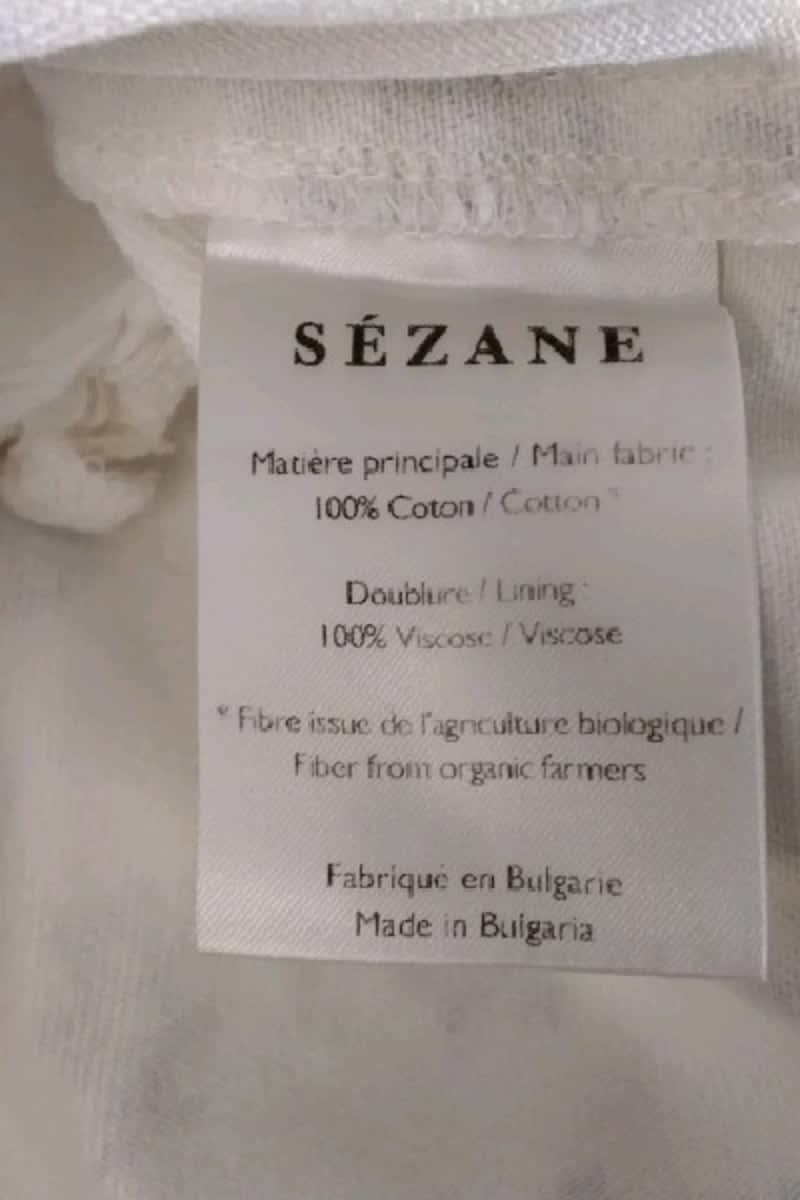 SÉZANE
Matière principale / Main fabric :
100% Coton / Cotton *
Doublure / Lining :
100% Viscose / Viscose
* Fibre issue de l'agriculture biologique /
Fiber from organic farmers
Fabriqué en Bulgarie
Made in Bulgaria